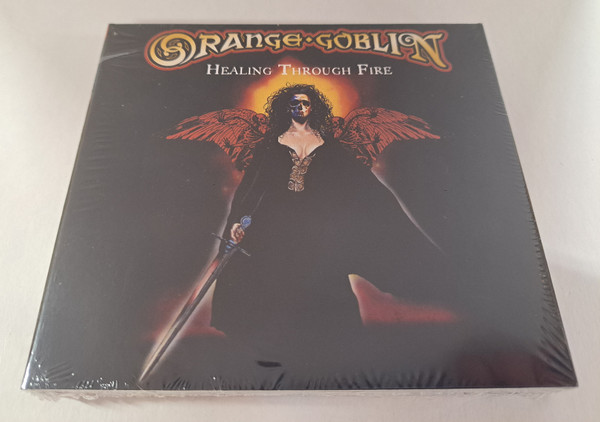 ORANGE·GOBLIN
HEALING THROUGH FIRE